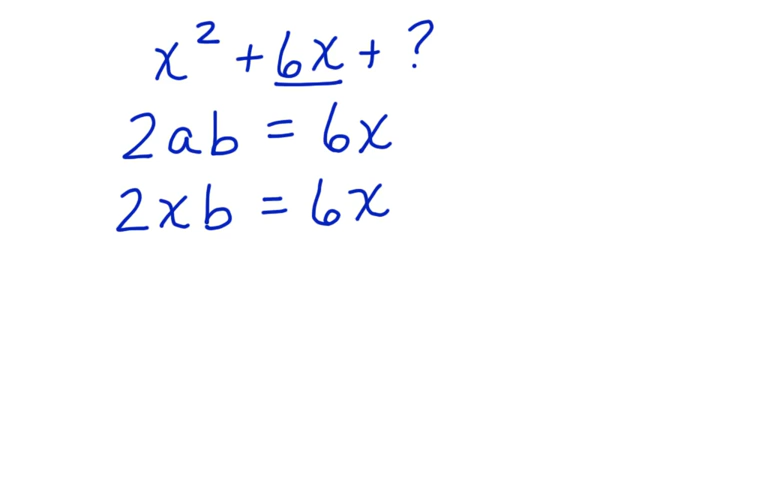 x² + 6x + ?
2ab = 6x
2xb = 6x